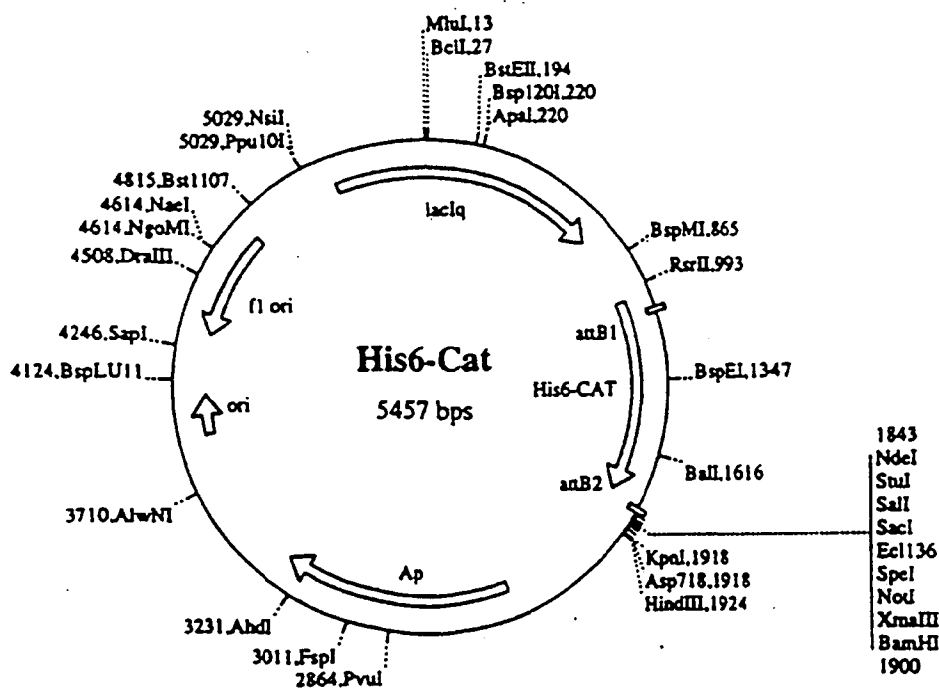 MluI,13
BclI,27
BstEII,194
Bsp120I,220
ApaI,220
5029,NsiI
5029,Ppu10I
4815,Bst1107
4614,NaeI
4614,NgoMI
4508,DraIII
lacIq
BspMI,865
RsrII,993
f1 ori
attB1
4246,SapI
4124,BspLU11
His6-Cat
5457 bps
His6-CAT
BspEI,1347
ori
attB2
BalI,1616
1843
NdeI
StuI
SalI
SacI
Ecl136
SpeI
NotI
XmaIII
BamHI
1900
3710,AlwNI
KpnI,1918
Asp718,1918
HindIII,1924
Ap
3231,AhdI
3011,FspI
2864,PvuI